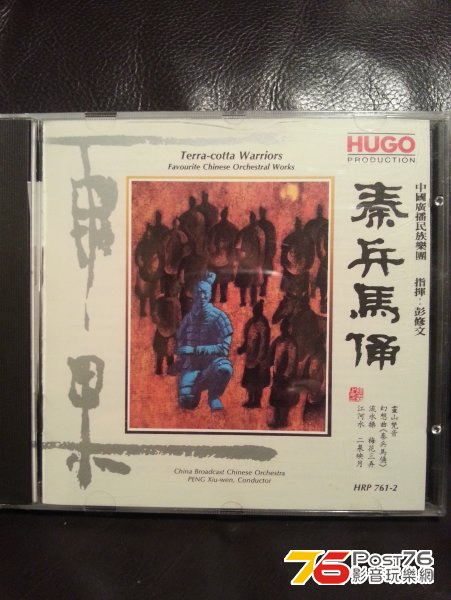 Terra-cotta Warriors
Favourite Chinese Orchestral Works
HUGO
PRODUCTION
中國廣播民族樂團 指揮：彭修文
秦兵馬俑
靈山梵音
幻想曲《秦兵馬俑》
流水操 梅花三弄
江河水 二泉映月
China Broadcast Chinese Orchestra
PENG Xiu-wen, Conductor
HRP 761-2
76 Post76
影音玩樂網